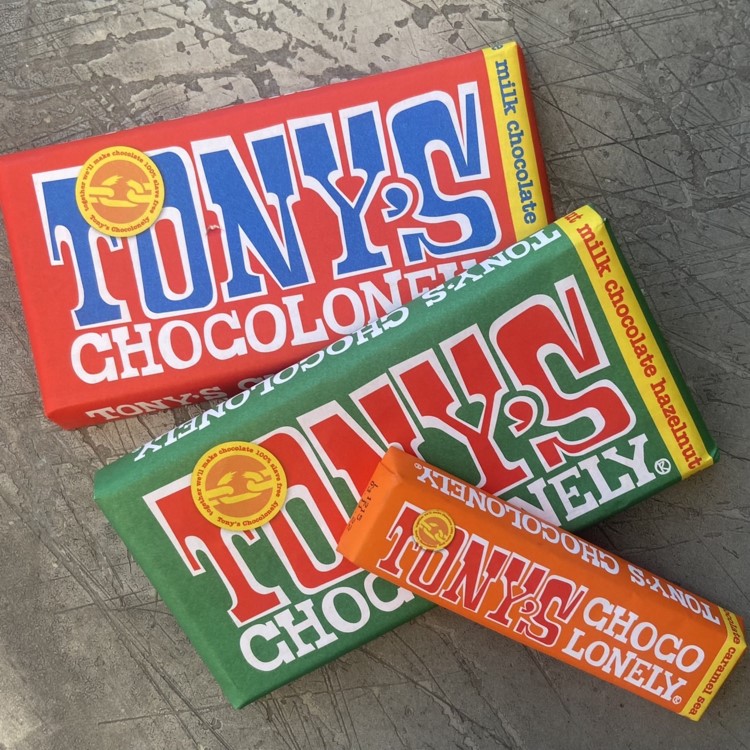 milk chocolate
together we'll make chocolate 100% slave free
Tony's Chocolonely
TONY'S
CHOCOLONELY
TONY'S CHOCOLONELY
TONY'S CHOCOLONELY
milk chocolate hazelnut
together we'll make chocolate 100% slave free
Tony's Chocolonely
TONY'S
CHOCOLONELY®
TONY'S CHOCOLONELY®
TONY'S CHOCOLONELY
TONY'S
CHOCO
LONELY®
caramel sea